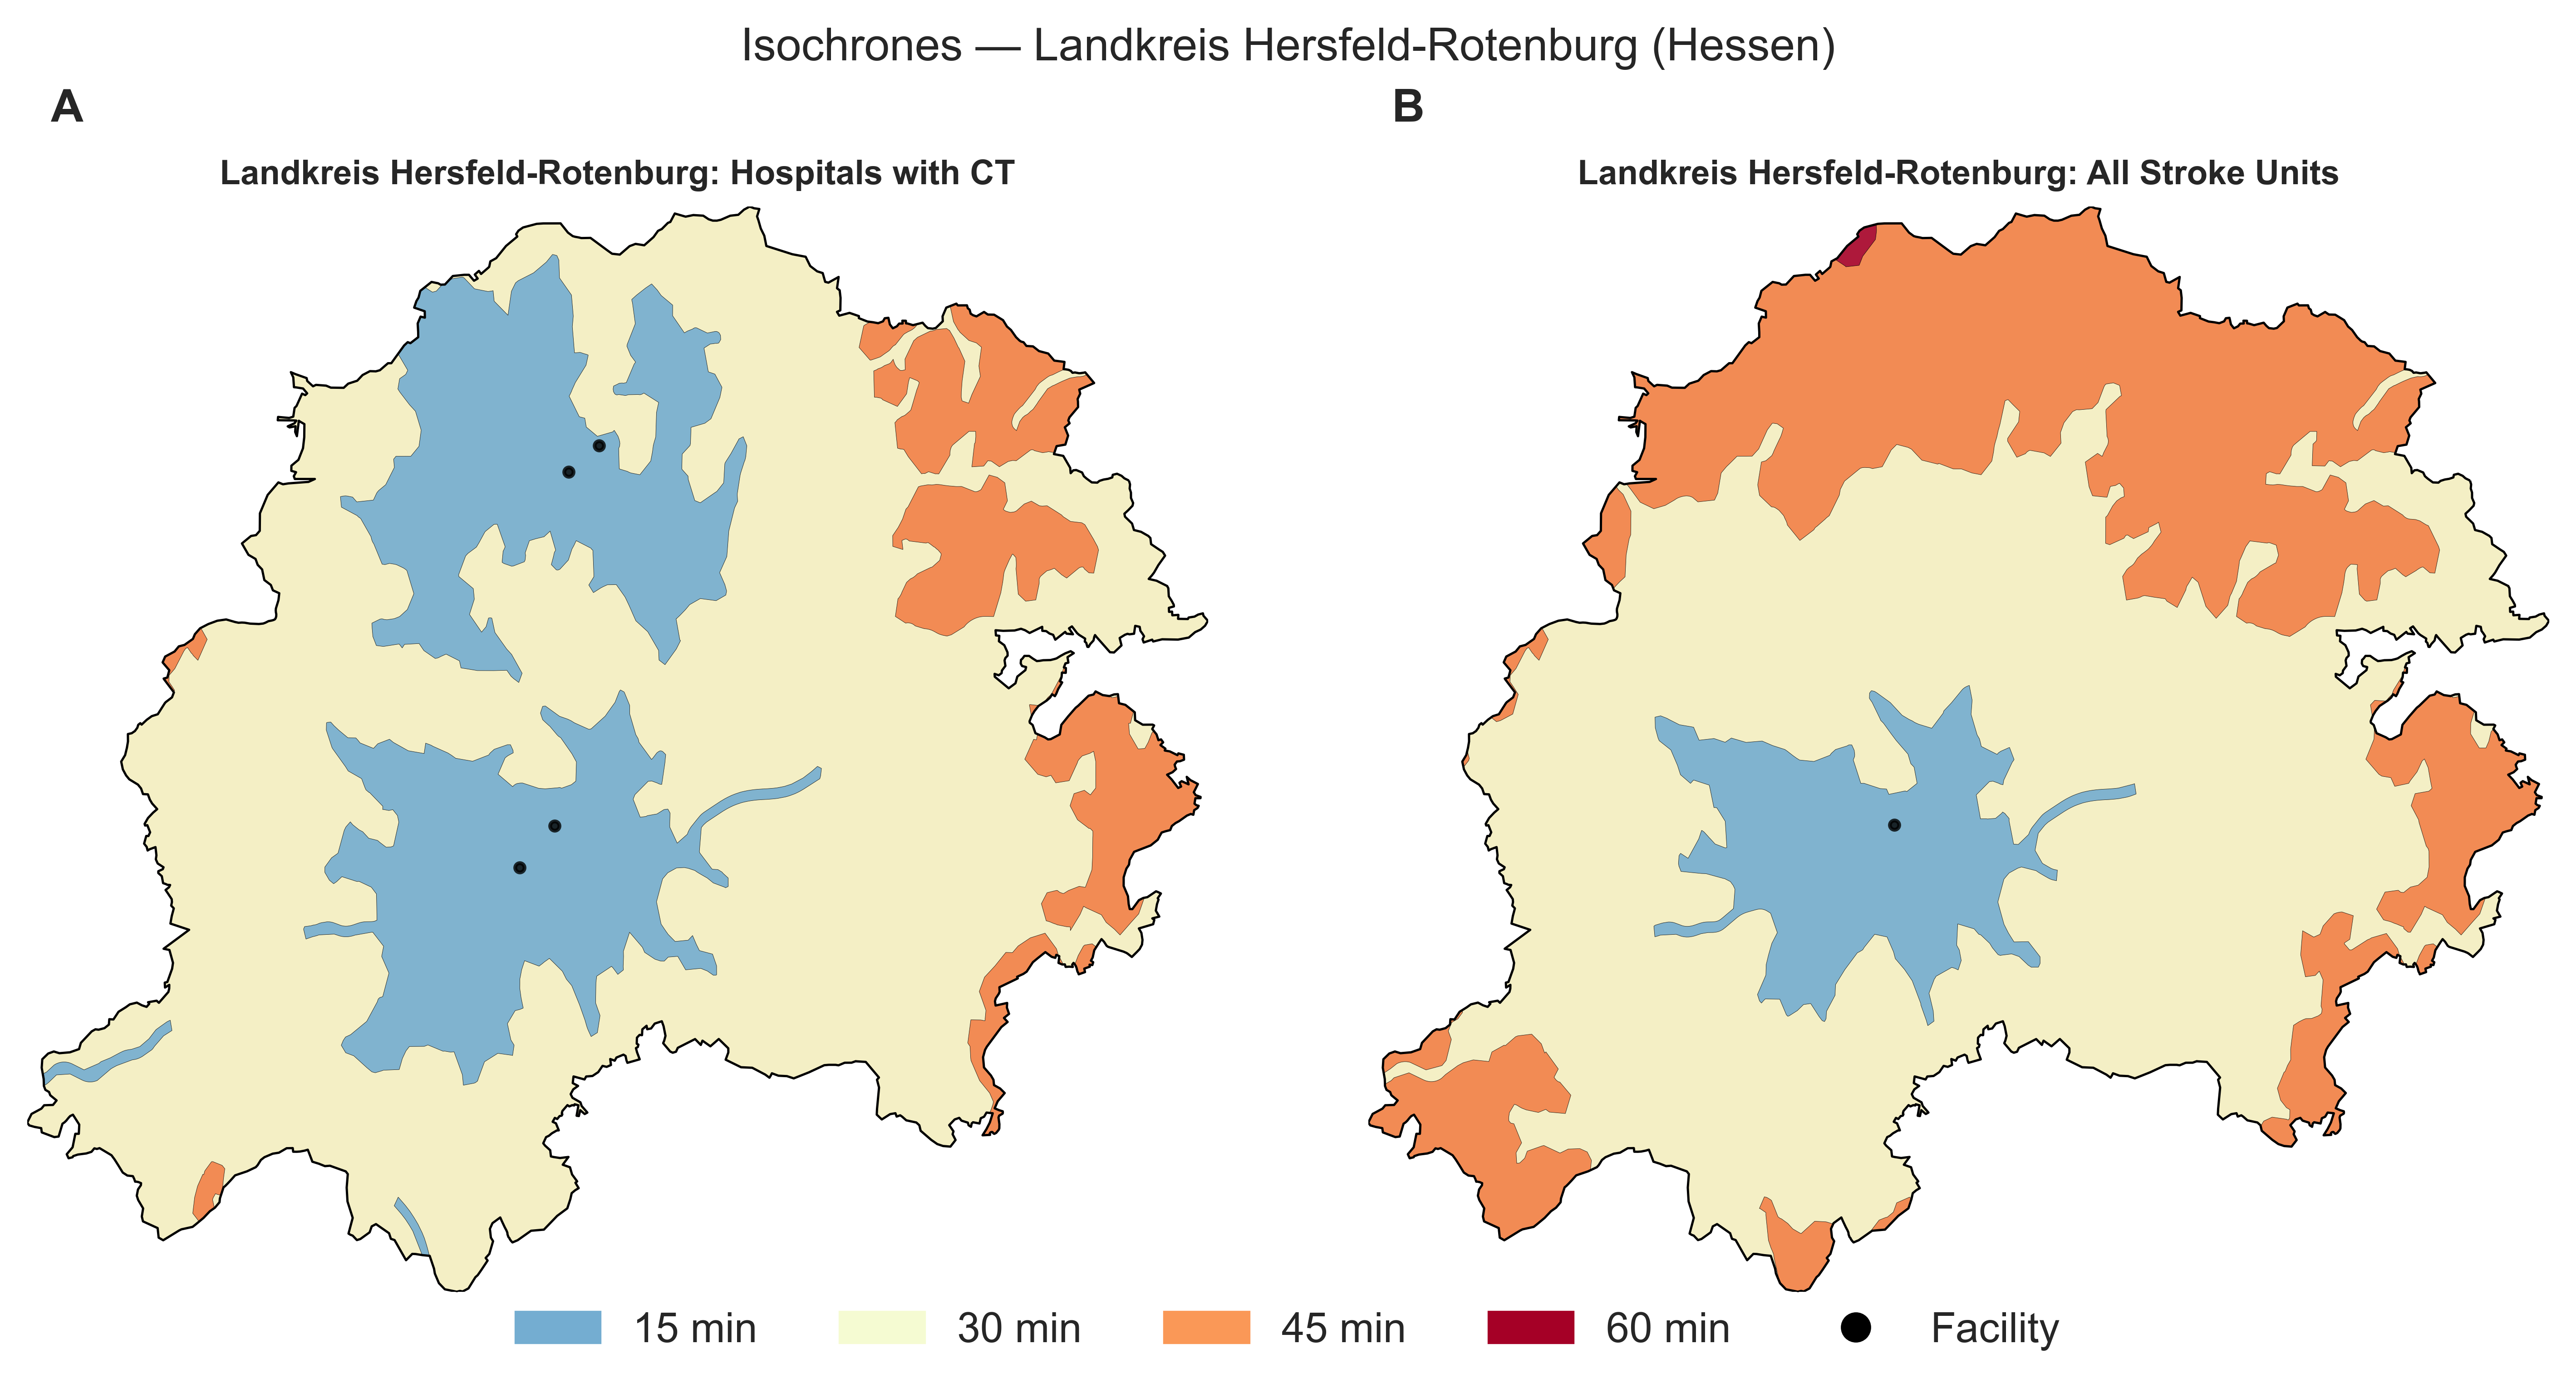 Isochrones — Landkreis Hersfeld-Rotenburg (Hessen)
A
B
Landkreis Hersfeld-Rotenburg: Hospitals with CT
Landkreis Hersfeld-Rotenburg: All Stroke Units
15 min
30 min
45 min
60 min
Facility